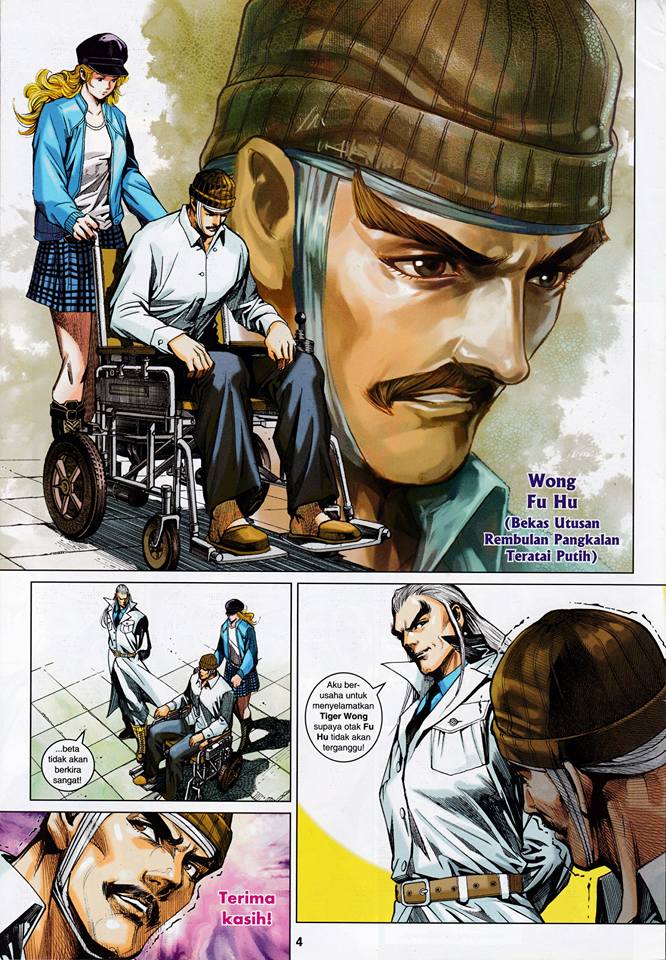 Wong
Fu Hu
(Bekas Utusan
Rembulan Pangkalan
Teratai Putih)
...beta
tidak akan
berkira
sangat!
Aku ber-
usaha untuk
menyelamatkan
Tiger Wong
supaya otak Fu
Hu tidak akan
terganggu!
Terima
kasih!
4